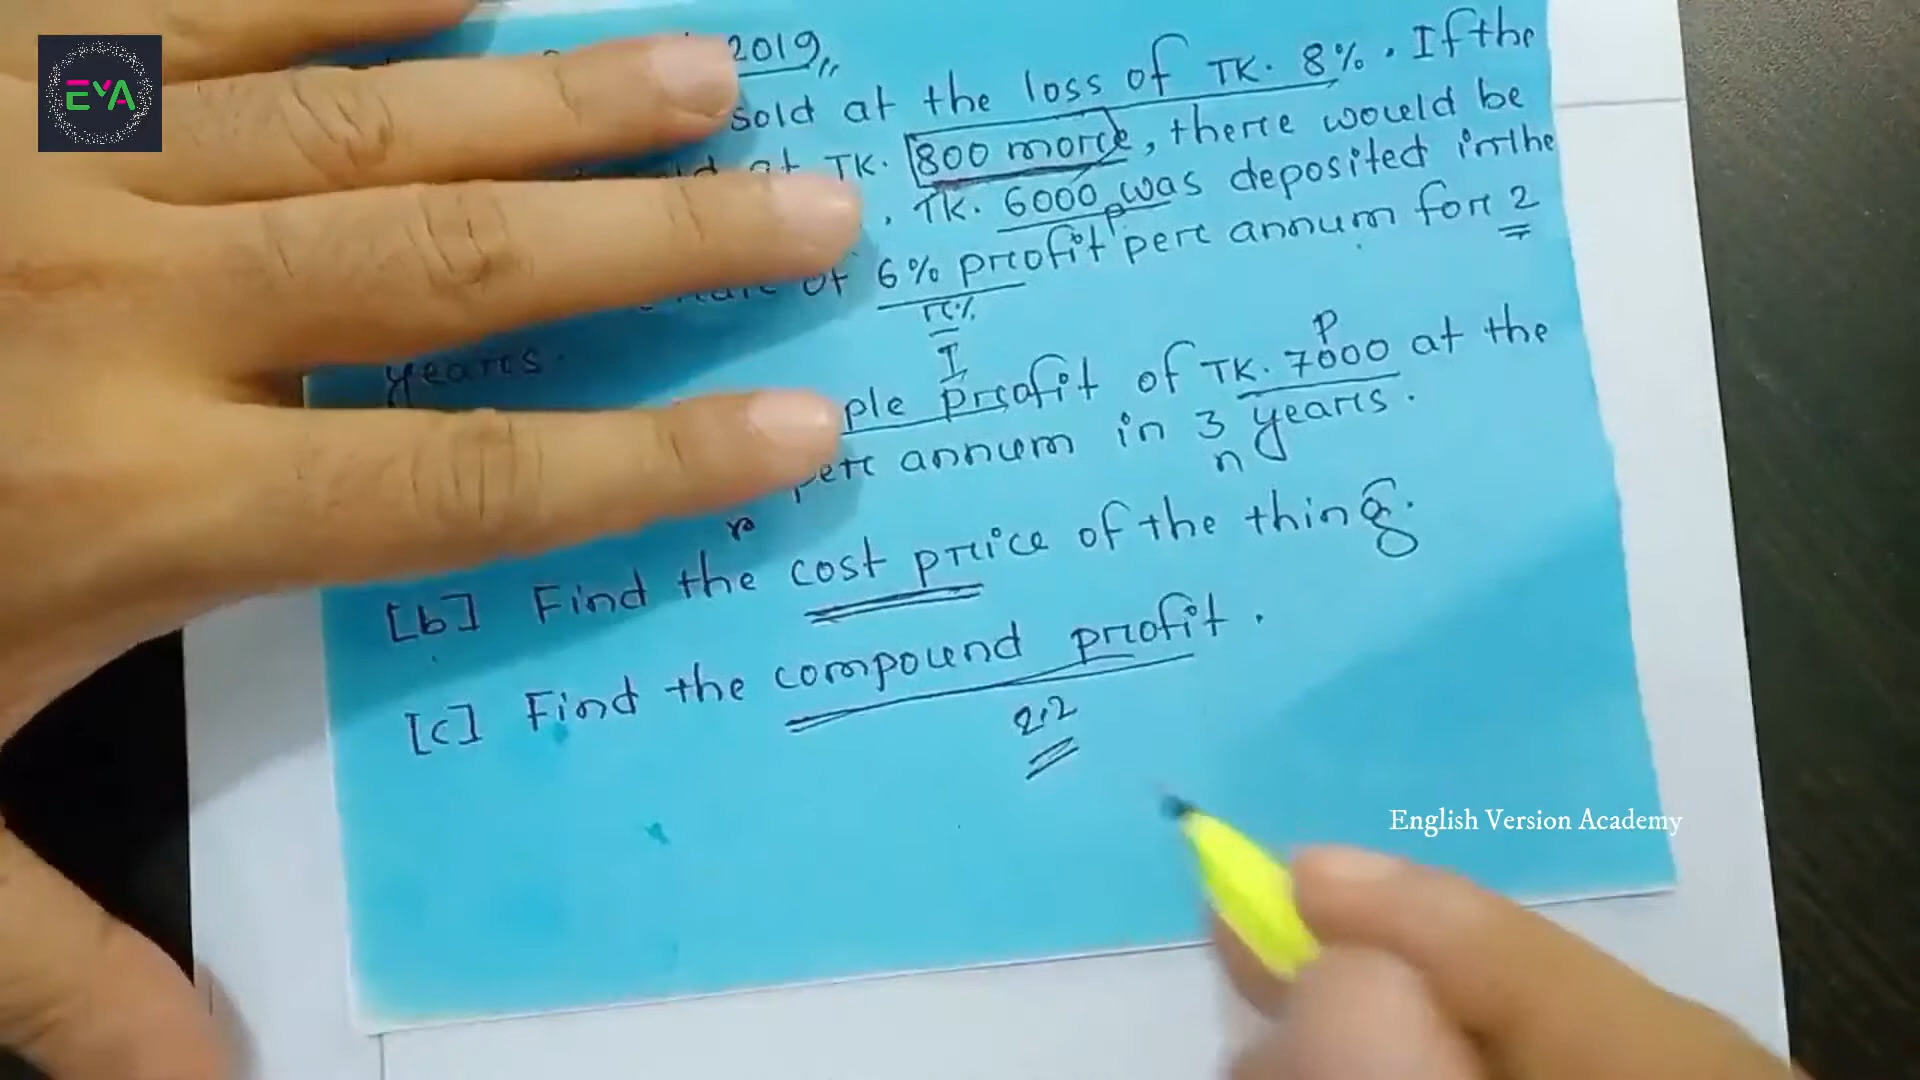 EYA
2019
sold at the loss of TK. 8%. If the
at TK. 800 more, there would be
, TK. 6000 was deposited in the
P
of 6% profit per annum for 2
r%
years.
I
P
ple profit of TK. 7000 at the
per annum in 3 years.
n
r
[b] Find the cost price of the thing.
[c] Find the compound profit.
2.2
English Version Academy